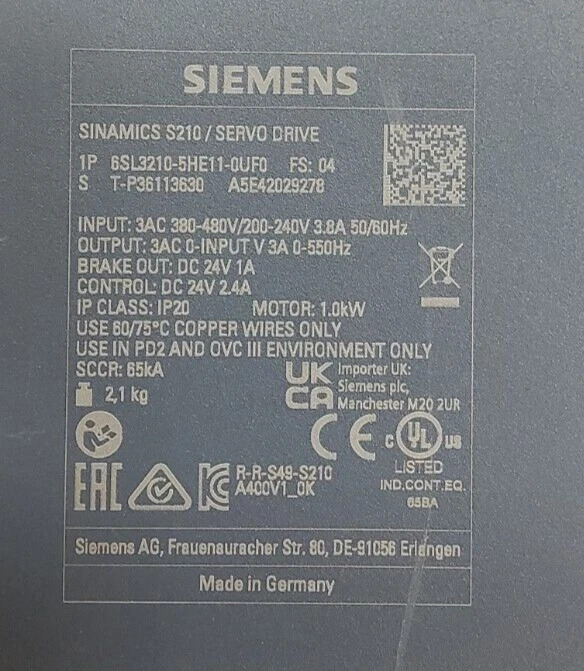 SIEMENS
SINAMICS S210 / SERVO DRIVE
1P 6SL3210-5HE11-0UF0 FS: 04
S T-P36113630 A5E42029278
INPUT: 3AC 380-480V/200-240V 3.8A 50/60Hz
OUTPUT: 3AC 0-INPUT V 3A 0-550Hz
BRAKE OUT: DC 24V 1A
CONTROL: DC 24V 2.4A
IP CLASS: IP20 MOTOR: 1.0kW
USE 60/75°C COPPER WIRES ONLY
USE IN PD2 AND OVC III ENVIRONMENT ONLY
SCCR: 65kA
2,1 kg
UK
CA
Importer UK:
Siemens plc,
Manchester M20 2UR
CE
C UL US
LISTED
IND.CONT.EQ.
65BA
EAC
KC
R-R-S49-S210
A400V1_0K
Siemens AG, Frauenauracher Str. 80, DE-91056 Erlangen
Made in Germany